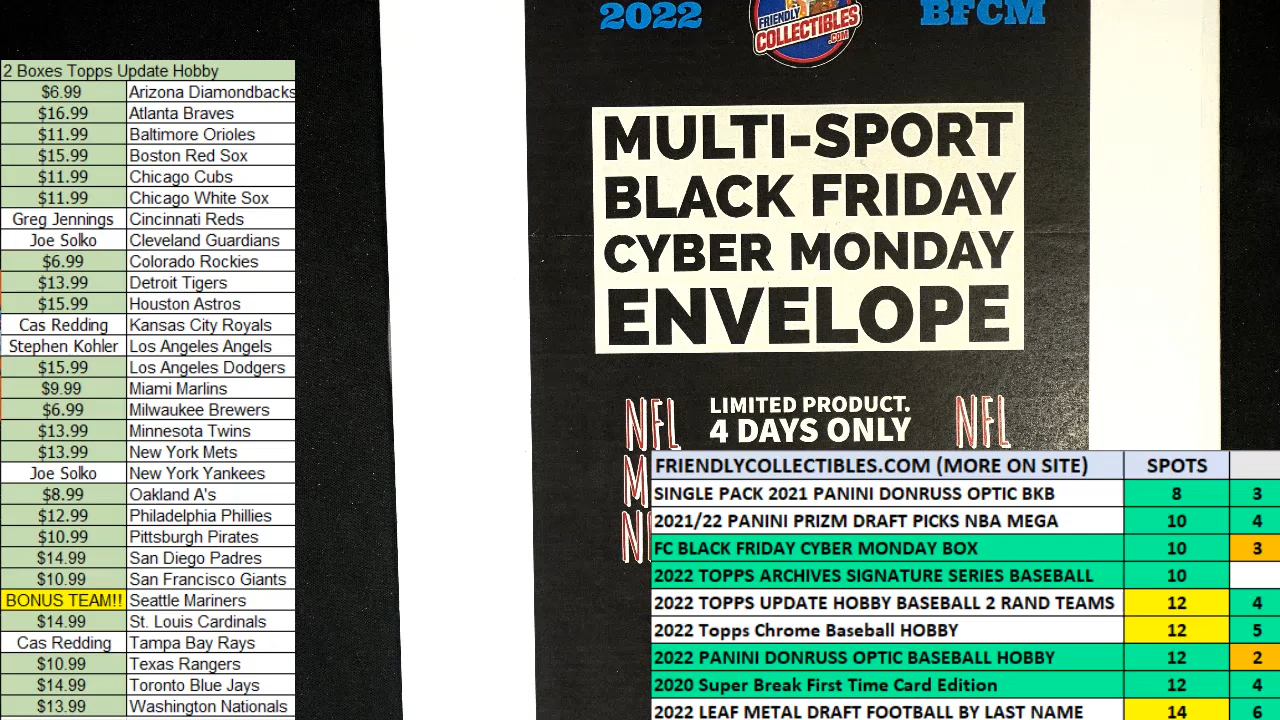 2 Boxes Topps Update Hobby
$6.99 Arizona Diamondbacks
$16.99 Atlanta Braves
$11.99 Baltimore Orioles
$15.99 Boston Red Sox
$11.99 Chicago Cubs
$11.99 Chicago White Sox
Greg Jennings Cincinnati Reds
Joe Solko Cleveland Guardians
$6.99 Colorado Rockies
$13.99 Detroit Tigers
$15.99 Houston Astros
Cas Redding Kansas City Royals
Stephen Kohler Los Angeles Angels
$15.99 Los Angeles Dodgers
$9.99 Miami Marlins
$6.99 Milwaukee Brewers
$13.99 Minnesota Twins
$13.99 New York Mets
Joe Solko New York Yankees
$8.99 Oakland A's
$12.99 Philadelphia Phillies
$10.99 Pittsburgh Pirates
$14.99 San Diego Padres
$10.99 San Francisco Giants
BONUS TEAM!! Seattle Mariners
$14.99 St. Louis Cardinals
Cas Redding Tampa Bay Rays
$10.99 Texas Rangers
$14.99 Toronto Blue Jays
$13.99 Washington Nationals
2022 BFCM
FRIENDLY
COLLECTIBLES
.COM
MULTI-SPORT
BLACK FRIDAY
CYBER MONDAY
ENVELOPE
NFL LIMITED PRODUCT. NFL
4 DAYS ONLY
M
N
FRIENDLYCOLLECTIBLES.COM (MORE ON SITE) SPOTS
SINGLE PACK 2021 PANINI DONRUSS OPTIC BKB 8 3
2021/22 PANINI PRIZM DRAFT PICKS NBA MEGA 10 4
FC BLACK FRIDAY CYBER MONDAY BOX 10 3
2022 TOPPS ARCHIVES SIGNATURE SERIES BASEBALL 10
2022 TOPPS UPDATE HOBBY BASEBALL 2 RAND TEAMS 12 4
2022 Topps Chrome Baseball HOBBY 12 5
2022 PANINI DONRUSS OPTIC BASEBALL HOBBY 12 2
2020 Super Break First Time Card Edition 12 4
2022 LEAF METAL DRAFT FOOTBALL BY LAST NAME 14 6